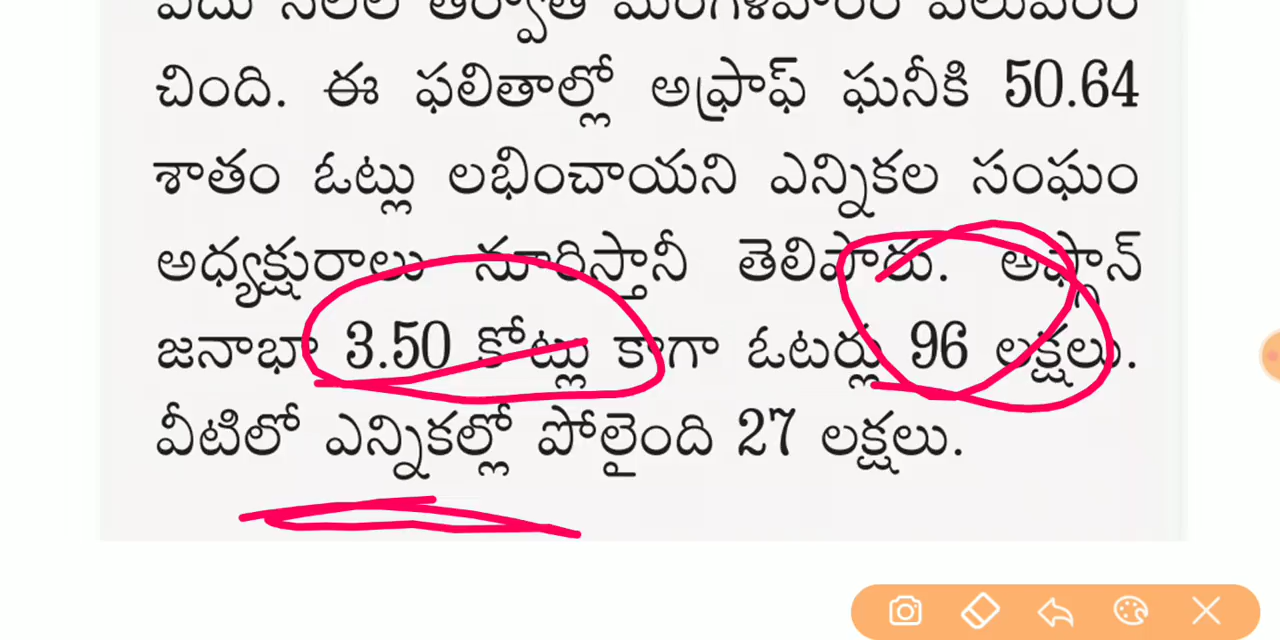 చింది. ఈ ఫలితాల్లో అఫ్రాఫ్ ఘనీకి 50.64
శాతం ఓట్లు లభించాయని ఎన్నికల సంఘం
అధ్యక్షురాలు నూరిస్తానీ తెలిపారు. ఆఫ్గాన్
జనాభా 3.50 కోట్లు కాగా ఓటర్లు 96 లక్షలు.
వీటిలో ఎన్నికల్లో పోలైంది 27 లక్షలు.